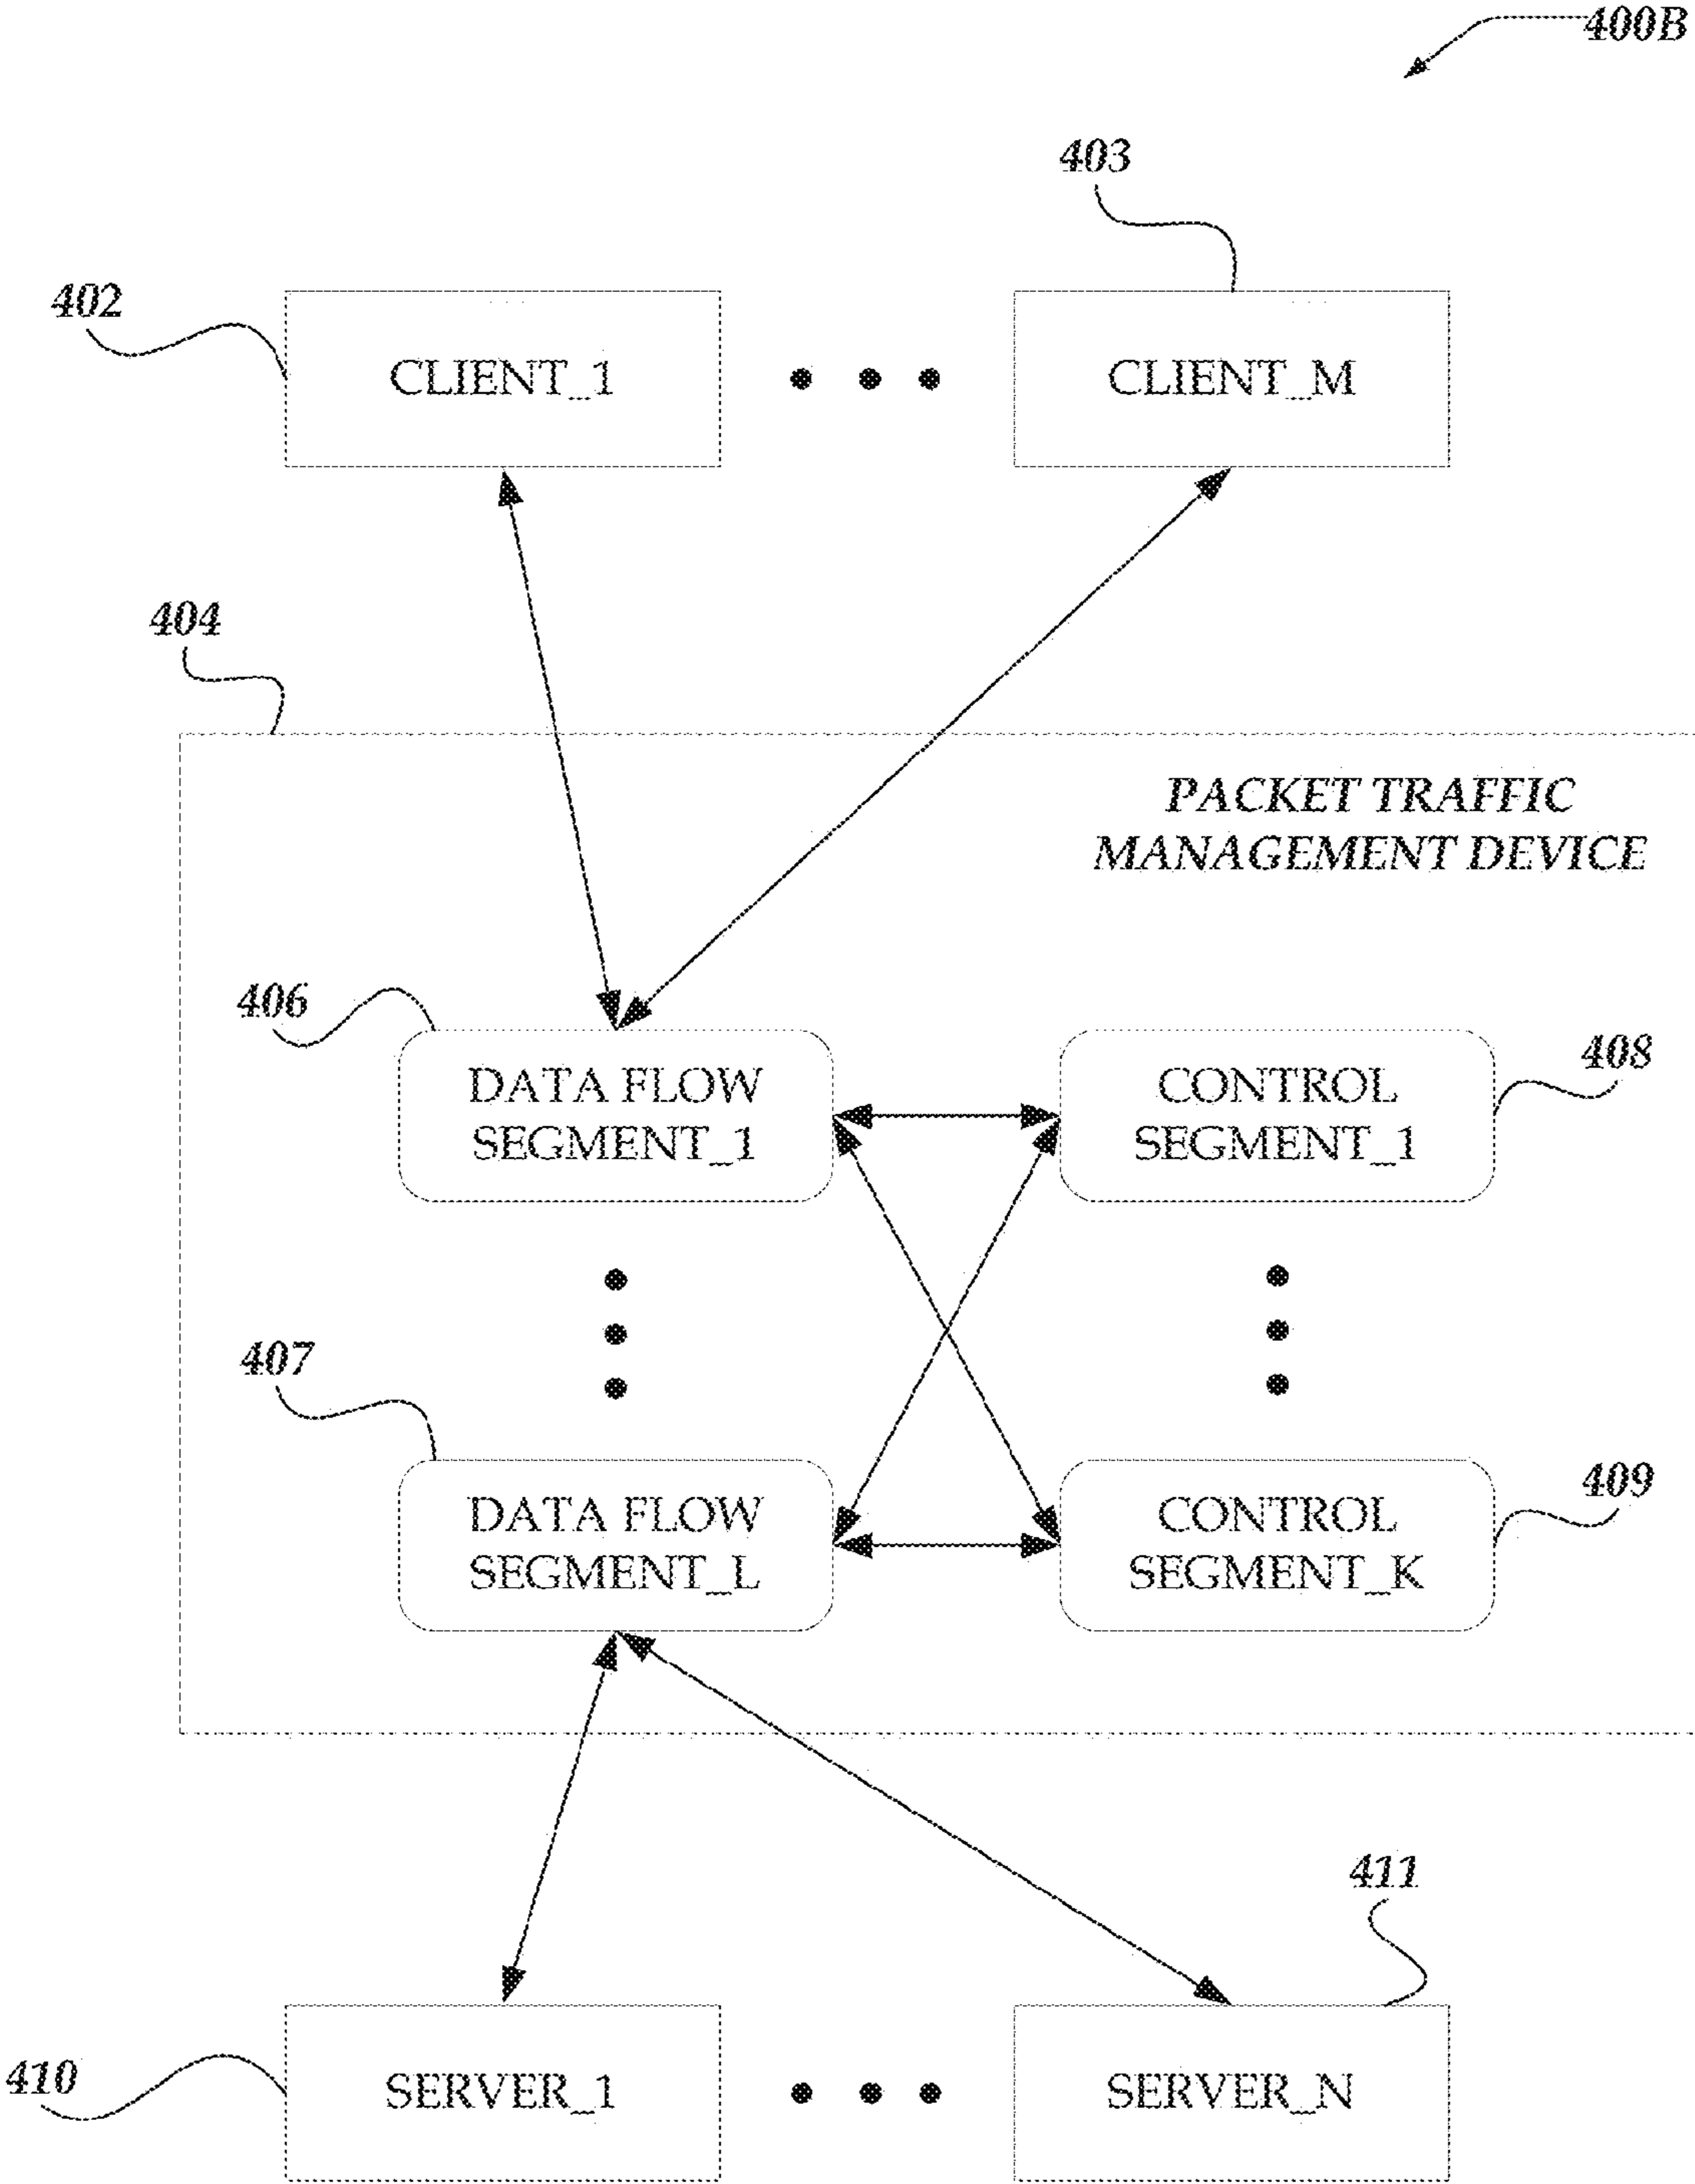 400B
403
402
CLIENT_1
CLIENT_M
404
PACKET TRAFFIC
MANAGEMENT DEVICE
406
DATA FLOW
SEGMENT_1
CONTROL
SEGMENT_1
408
407
DATA FLOW
SEGMENT_L
CONTROL
SEGMENT_K
409
411
410
SERVER_1
SERVER_N